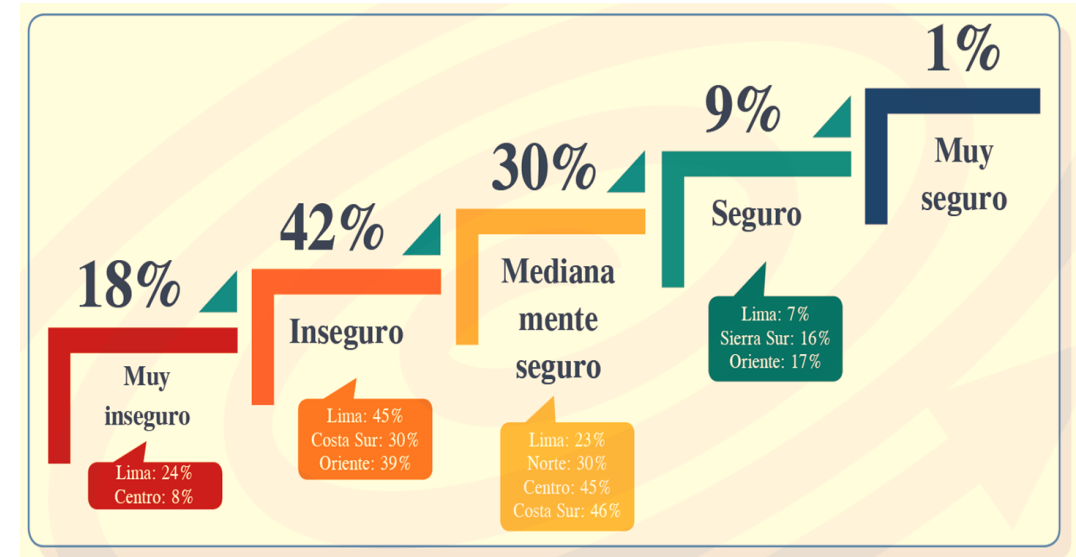 18%
Muy
inseguro
Lima: 24%
Centro: 8%
42%
Inseguro
Lima: 45%
Costa Sur: 30%
Oriente: 39%
30%
Mediana
mente
seguro
Lima: 23%
Norte: 30%
Centro: 45%
Costa Sur: 46%
9%
Seguro
Lima: 7%
Sierra Sur: 16%
Oriente: 17%
1%
Muy
seguro